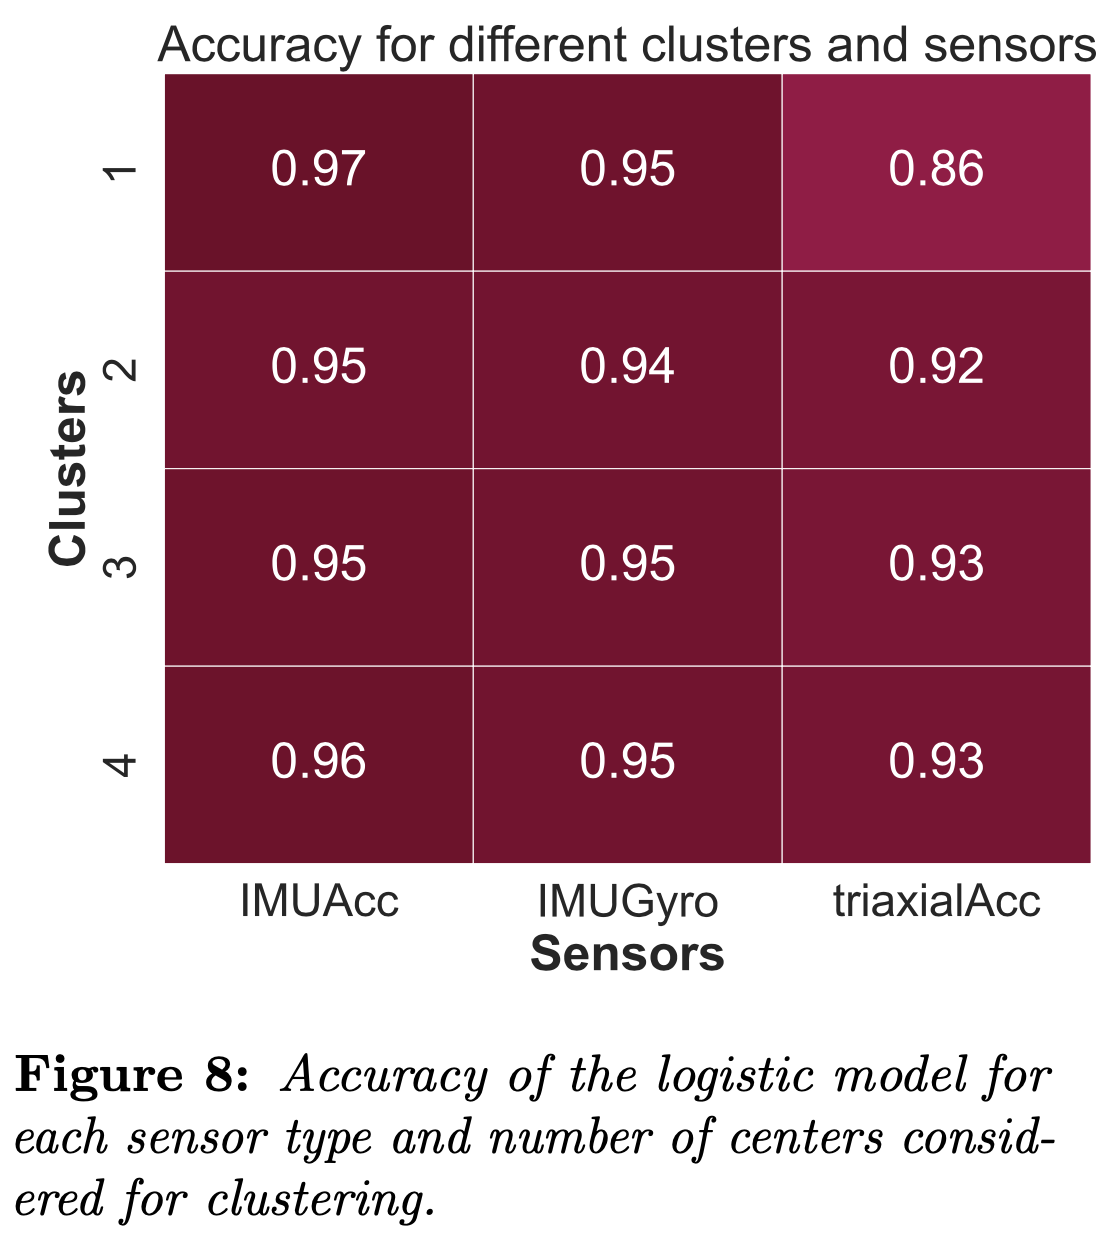 Accuracy for different clusters and sensors
1 0.97 0.95 0.86
2 0.95 0.94 0.92
Clusters
3 0.95 0.95 0.93
4 0.96 0.95 0.93
IMUAcc IMUGyro triaxialAcc
Sensors
Figure 8: Accuracy of the logistic model for
each sensor type and number of centers consid-
ered for clustering.